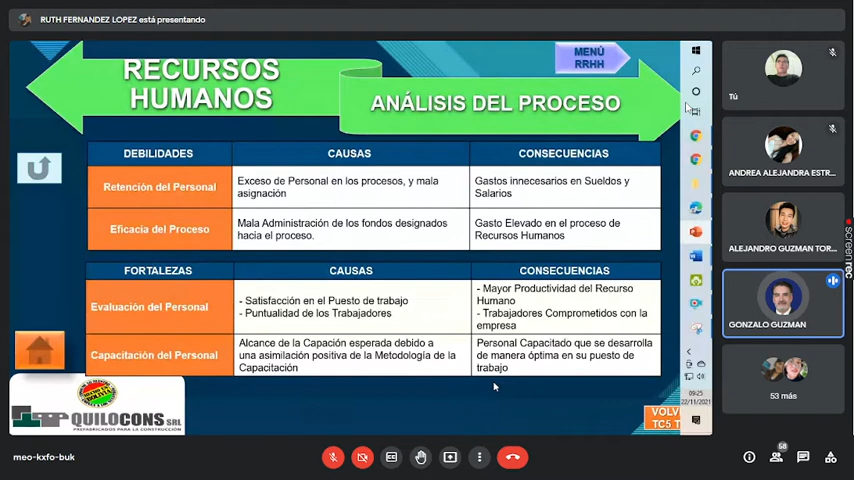 RUTH FERNANDEZ LOPEZ está presentando
RECURSOS
HUMANOS
ANÁLISIS DEL PROCESO
MENÚ
RRHH
DEBILIDADES CAUSAS CONSECUENCIAS
Retención del Personal
Exceso de Personal en los procesos, y mala
asignación
Gastos innecesarios en Sueldos y
Salarios
Eficacia del Proceso
Mala Administración de los fondos designados
hacia el proceso.
Gasto Elevado en el proceso de
Recursos Humanos
FORTALEZAS CAUSAS CONSECUENCIAS
Evaluación del Personal
- Satisfacción en el Puesto de trabajo
- Puntualidad de los Trabajadores
- Mayor Productividad del Recurso
Humano
- Trabajadores Comprometidos con la
empresa
Capacitación del Personal
Alcance de la Capación esperada debido a
una asimilación positiva de la Metodología de la
Capacitación
Personal Capacitado que se desarrolla
de manera óptima en su puesto de
trabajo
QUILOCONS SRL
PREFABRICADOS PARA LA CONSTRUCCIÓN
VOLV
TC5 T
09:25
22/11/2021
Tú
ANDREA ALEJANDRA ESTR...
ALEJANDRO GUZMAN TOR...
GONZALO GUZMAN
53 más
screen rec
meo-kxfo-buk
58